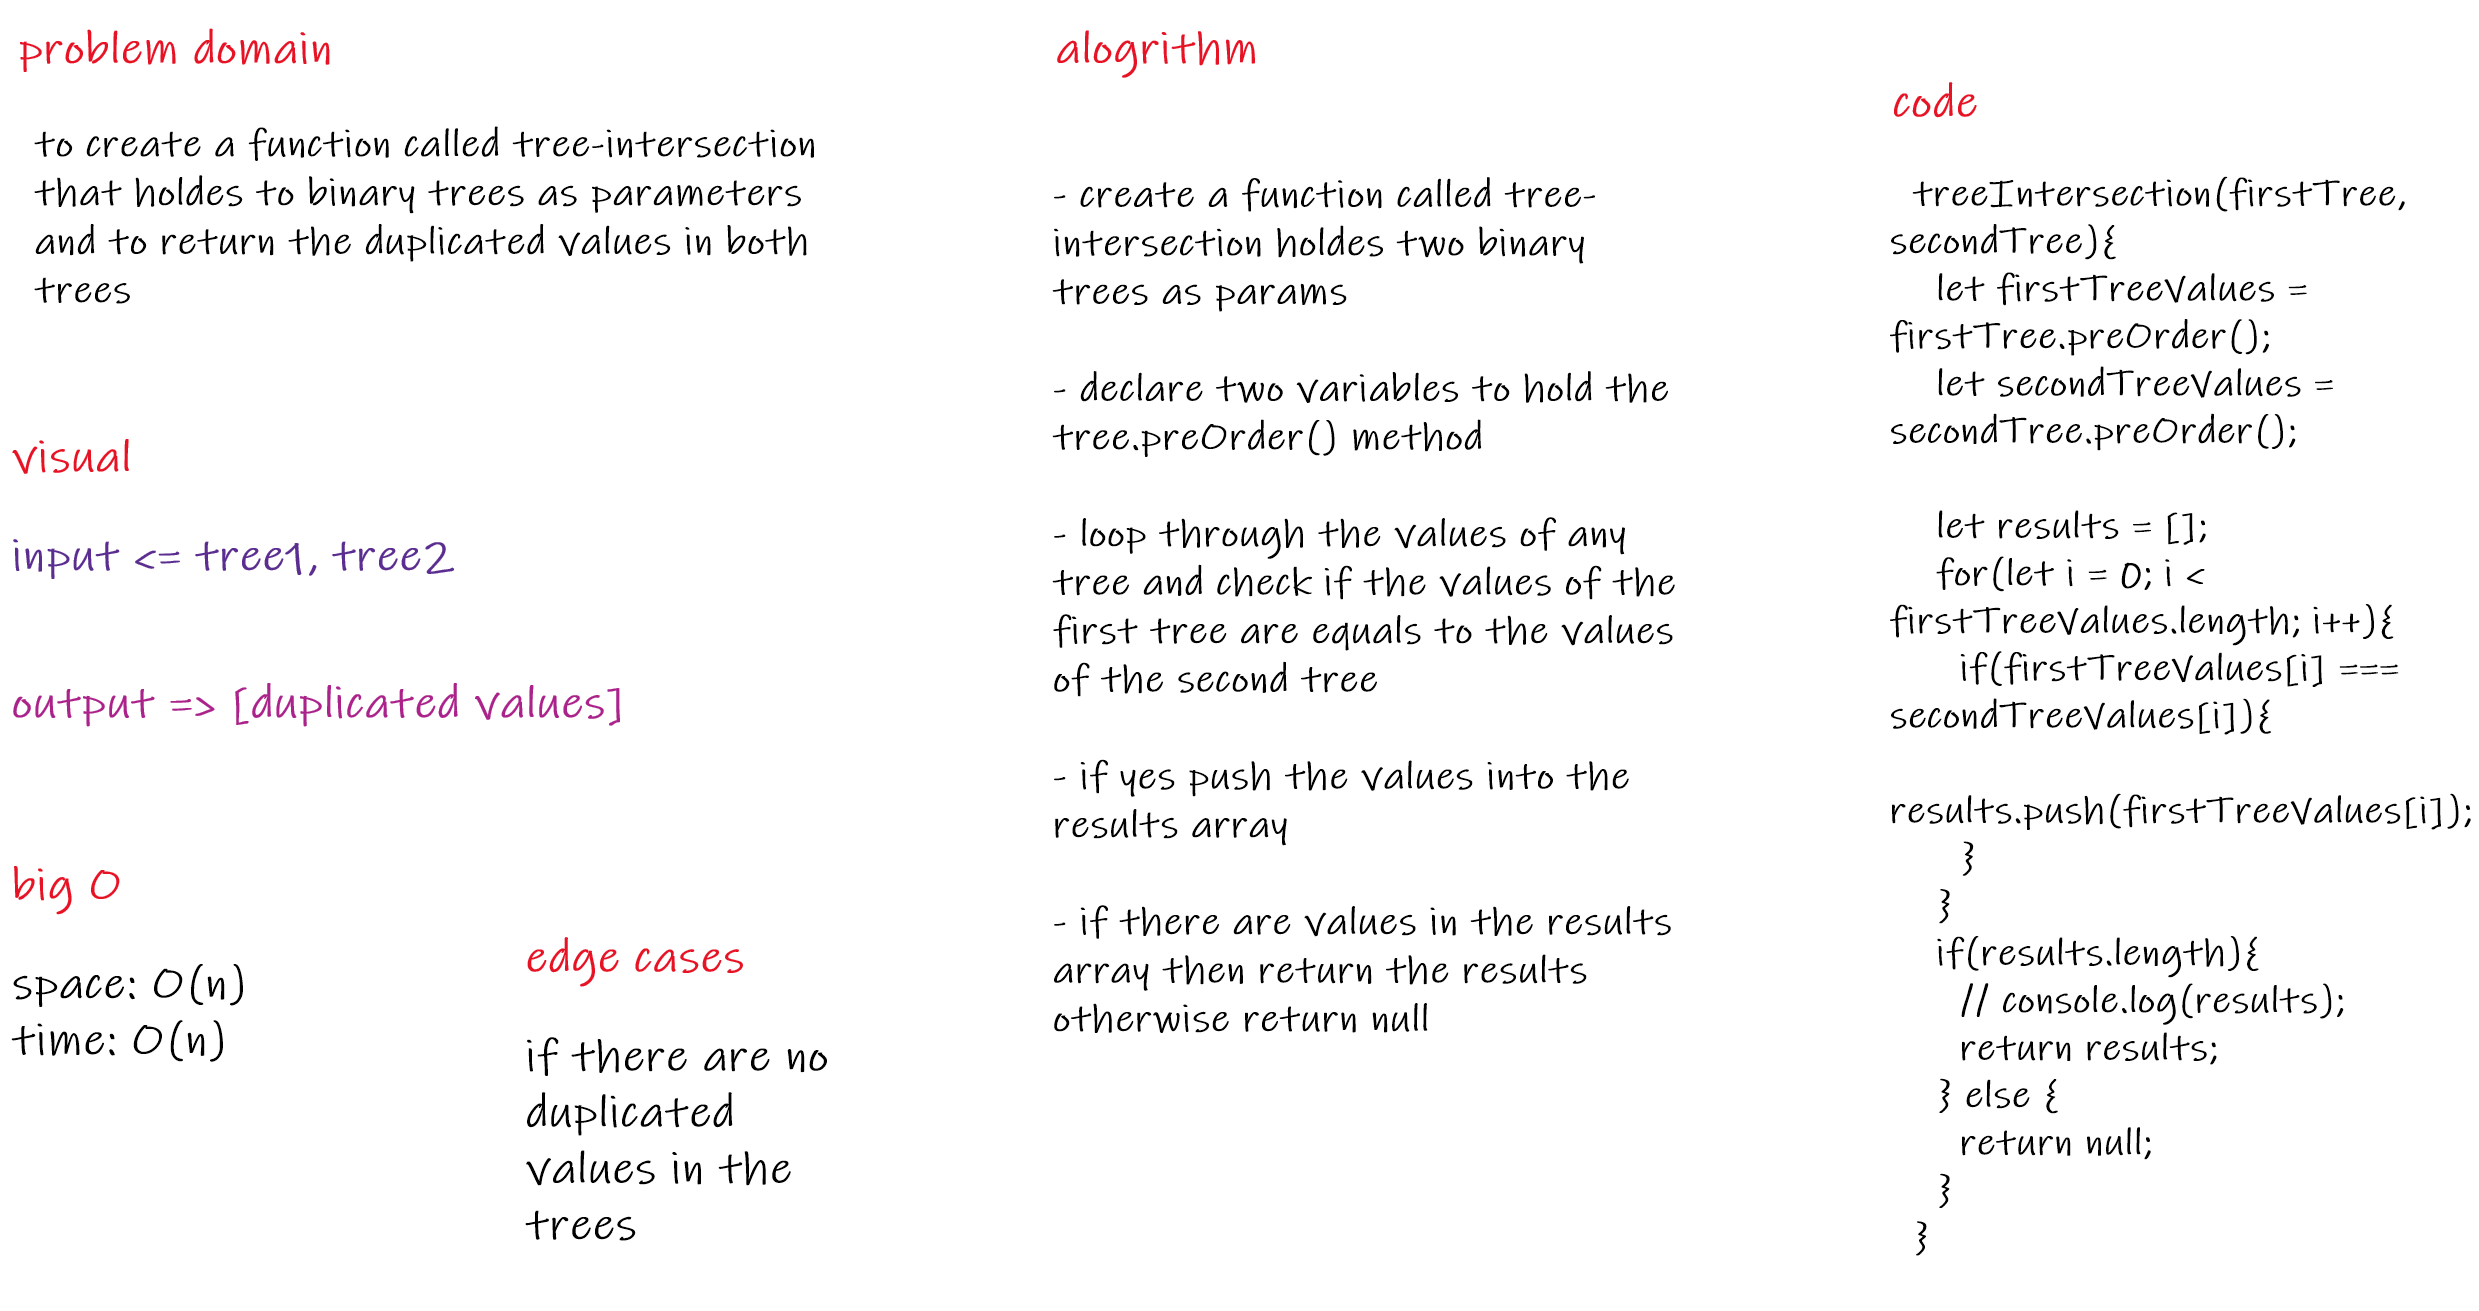 problem domain
to create a function called tree-intersection
that holdes to binary trees as parameters
and to return the duplicated values in both
trees
visual
input <= tree1, tree2
output => [duplicated values]
big O
space: O(n)
time: O(n)
edge cases
if there are no
duplicated
values in the
trees
alogrithm
- create a function called tree-
intersection holdes two binary
trees as params
- declare two variables to hold the
tree.preOrder() method
- loop through the values of any
tree and check if the values of the
first tree are equals to the values
of the second tree
- if yes push the values into the
results array
- if there are values in the results
array then return the results
otherwise return null
code
treeIntersection(firstTree,
secondTree){
let firstTreeValues =
firstTree.preOrder();
let secondTreeValues =
secondTree.preOrder();
let results = [];
for(let i = 0; i <
firstTreeValues.length; i++){
if(firstTreeValues[i] ===
secondTreeValues[i]){
results.push(firstTreeValues[i]);
}
}
if(results.length){
// console.log(results);
return results;
} else {
return null;
}
}